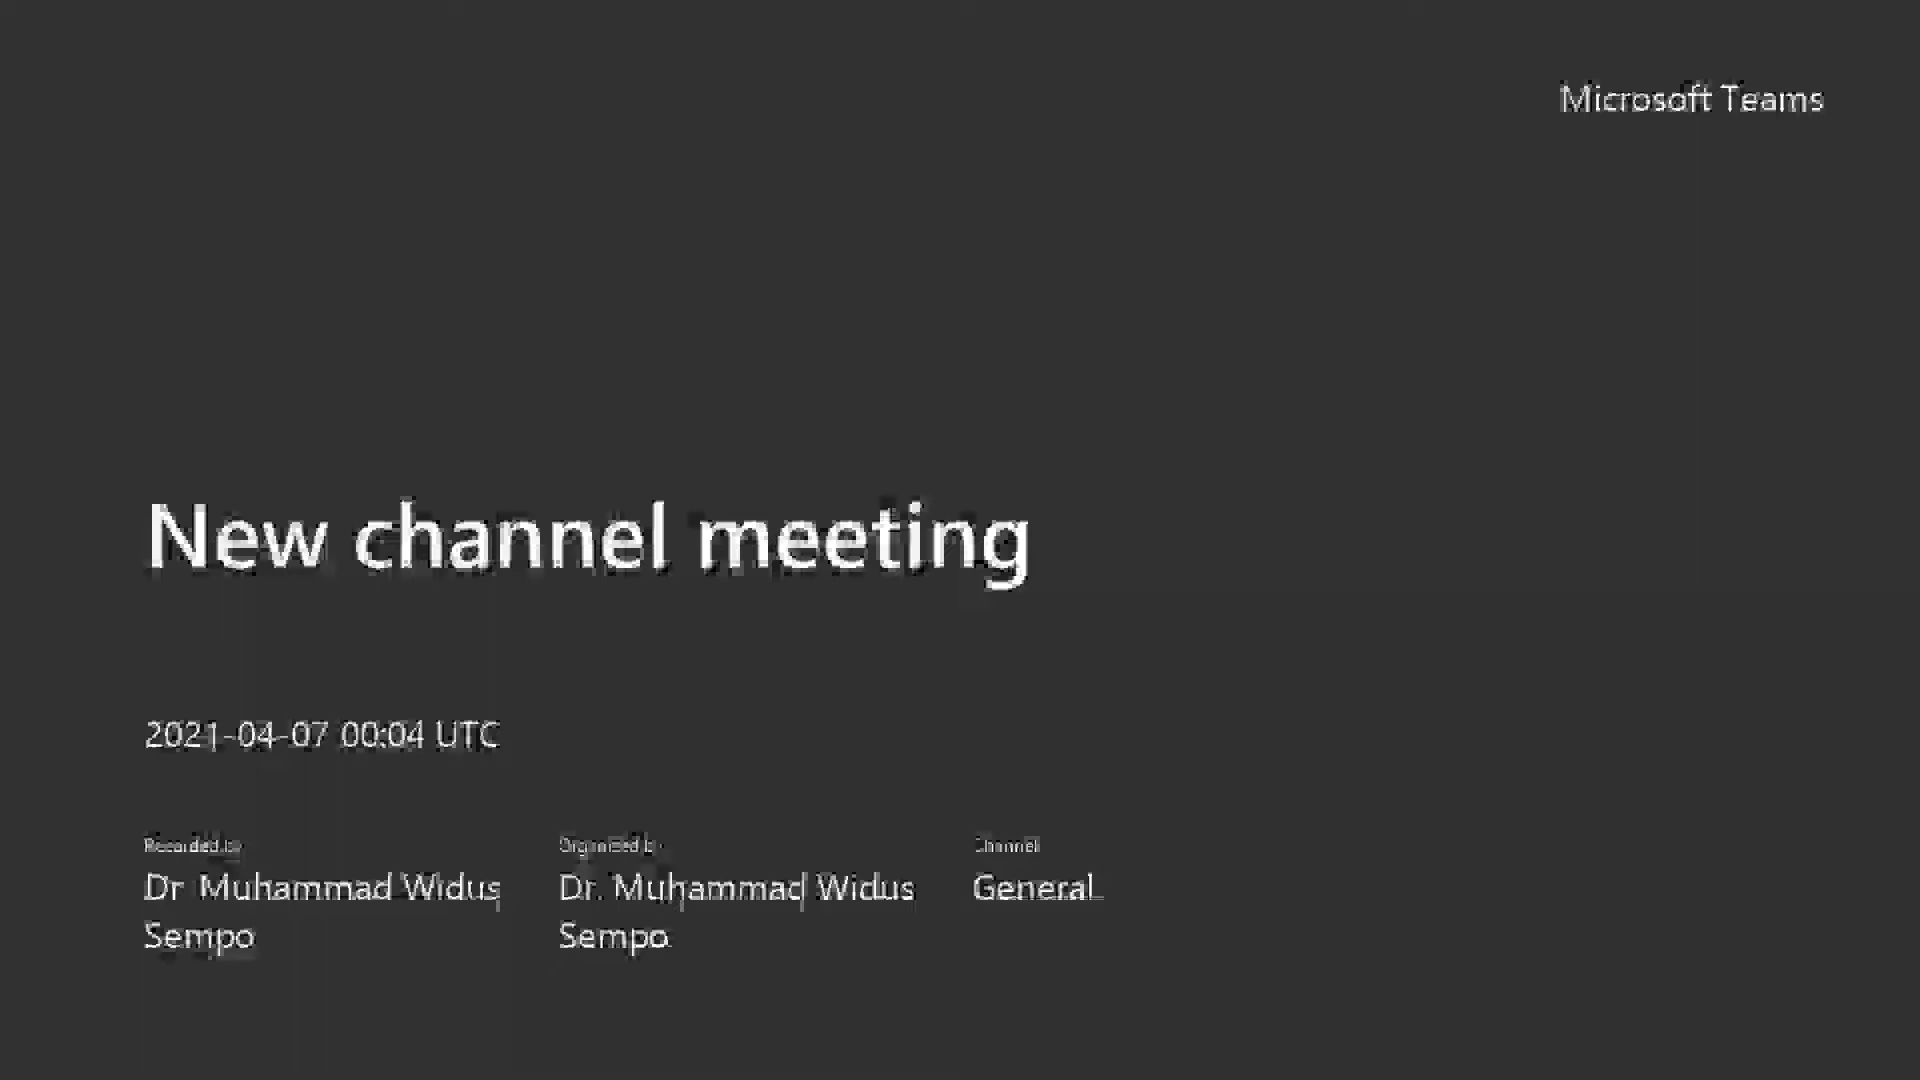 Microsoft Teams
New channel meeting
2021-04-07 00:04 UTC
Recorded by
Organized by
Channel
Dr. Muhammad Widus
Dr. Muhammad Widus
General
Sempo
Sempo